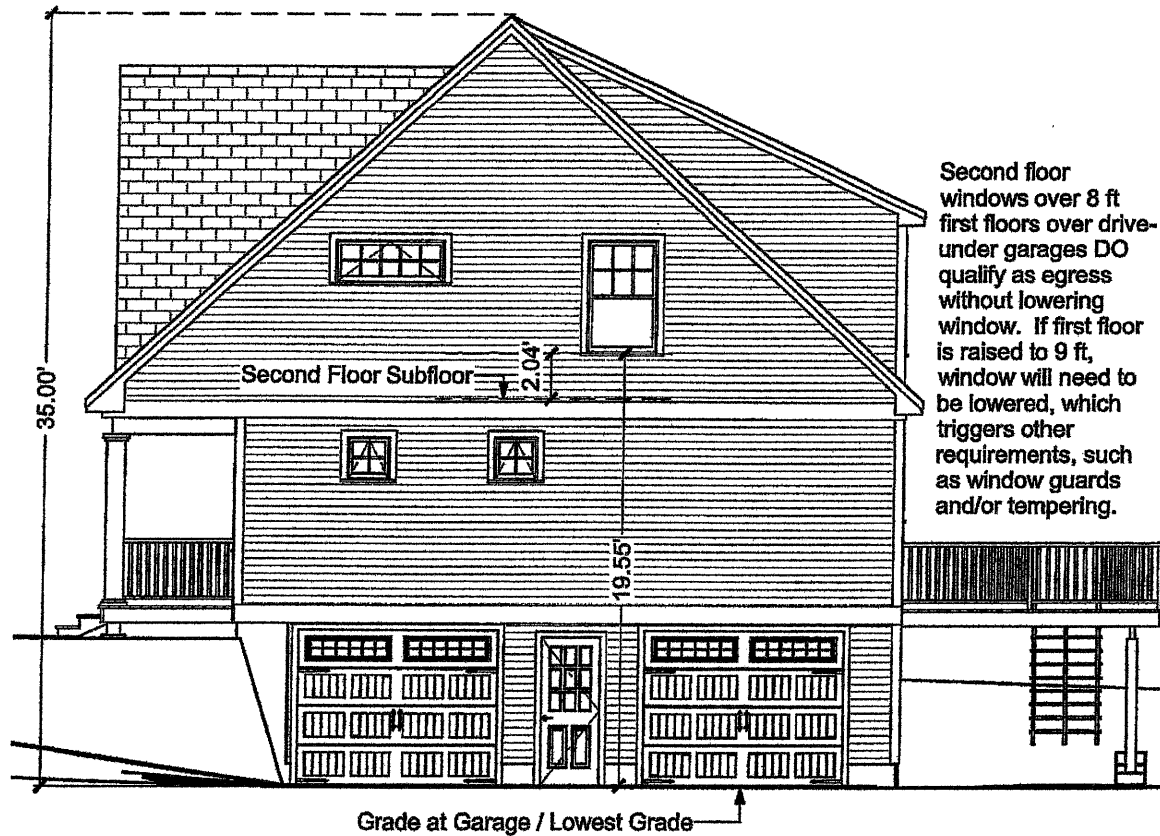 Second floor
windows over 8 ft
first floors over drive-
under garages DO
qualify as egress
without lowering
window. If first floor
is raised to 9 ft,
window will need to
be lowered, which
triggers other
requirements, such
as window guards
and/or tempering.
35.00'
Second Floor Subfloor
2.04'
19.55'
Grade at Garage / Lowest Grade